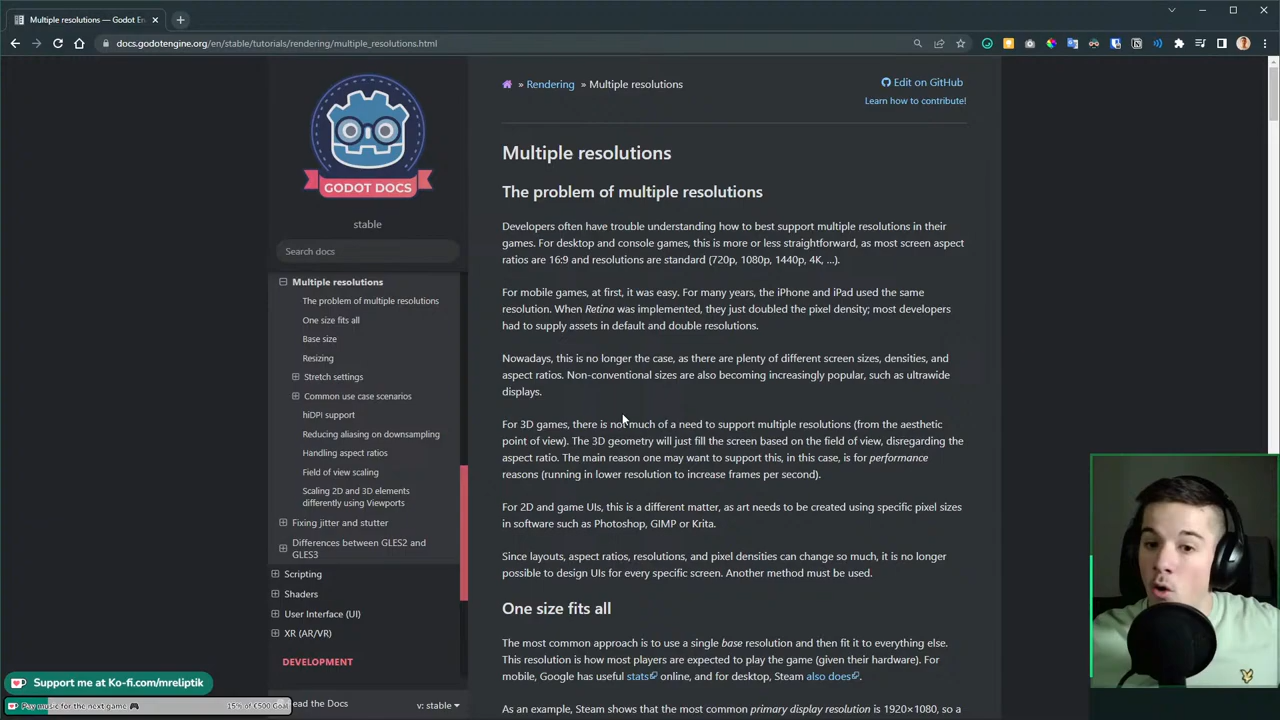 Multiple resolutions — Godot En
docs.godotengine.org/en/stable/tutorials/rendering/multiple_resolutions.html
GODOT DOCS
stable
Search docs
Multiple resolutions
The problem of multiple resolutions
One size fits all
Base size
Resizing
Stretch settings
Common use case scenarios
hiDPI support
Reducing aliasing on downsampling
Handling aspect ratios
Field of view scaling
Scaling 2D and 3D elements
differently using Viewports
Fixing jitter and stutter
Differences between GLES2 and
GLES3
Scripting
Shaders
User Interface (UI)
XR (AR/VR)
DEVELOPMENT
ead the Docs
v: stable
» Rendering » Multiple resolutions
Edit on GitHub
Learn how to contribute!
Multiple resolutions
The problem of multiple resolutions
Developers often have trouble understanding how to best support multiple resolutions in their
games. For desktop and console games, this is more or less straightforward, as most screen aspect
ratios are 16:9 and resolutions are standard (720p, 1080p, 1440p, 4K, ...).
For mobile games, at first, it was easy. For many years, the iPhone and iPad used the same
resolution. When Retina was implemented, they just doubled the pixel density; most developers
had to supply assets in default and double resolutions.
Nowadays, this is no longer the case, as there are plenty of different screen sizes, densities, and
aspect ratios. Non-conventional sizes are also becoming increasingly popular, such as ultrawide
displays.
For 3D games, there is not much of a need to support multiple resolutions (from the aesthetic
point of view). The 3D geometry will just fill the screen based on the field of view, disregarding the
aspect ratio. The main reason one may want to support this, in this case, is for performance
reasons (running in lower resolution to increase frames per second).
For 2D and game UIs, this is a different matter, as art needs to be created using specific pixel sizes
in software such as Photoshop, GIMP or Krita.
Since layouts, aspect ratios, resolutions, and pixel densities can change so much, it is no longer
possible to design UIs for every specific screen. Another method must be used.
One size fits all
The most common approach is to use a single base resolution and then fit it to everything else.
This resolution is how most players are expected to play the game (given their hardware). For
mobile, Google has useful stats online, and for desktop, Steam also does.
As an example, Steam shows that the most common primary display resolution is 1920×1080, so a
Support me at Ko-fi.com/mreliptik
Pay music for the next game
15% of €500 Goal